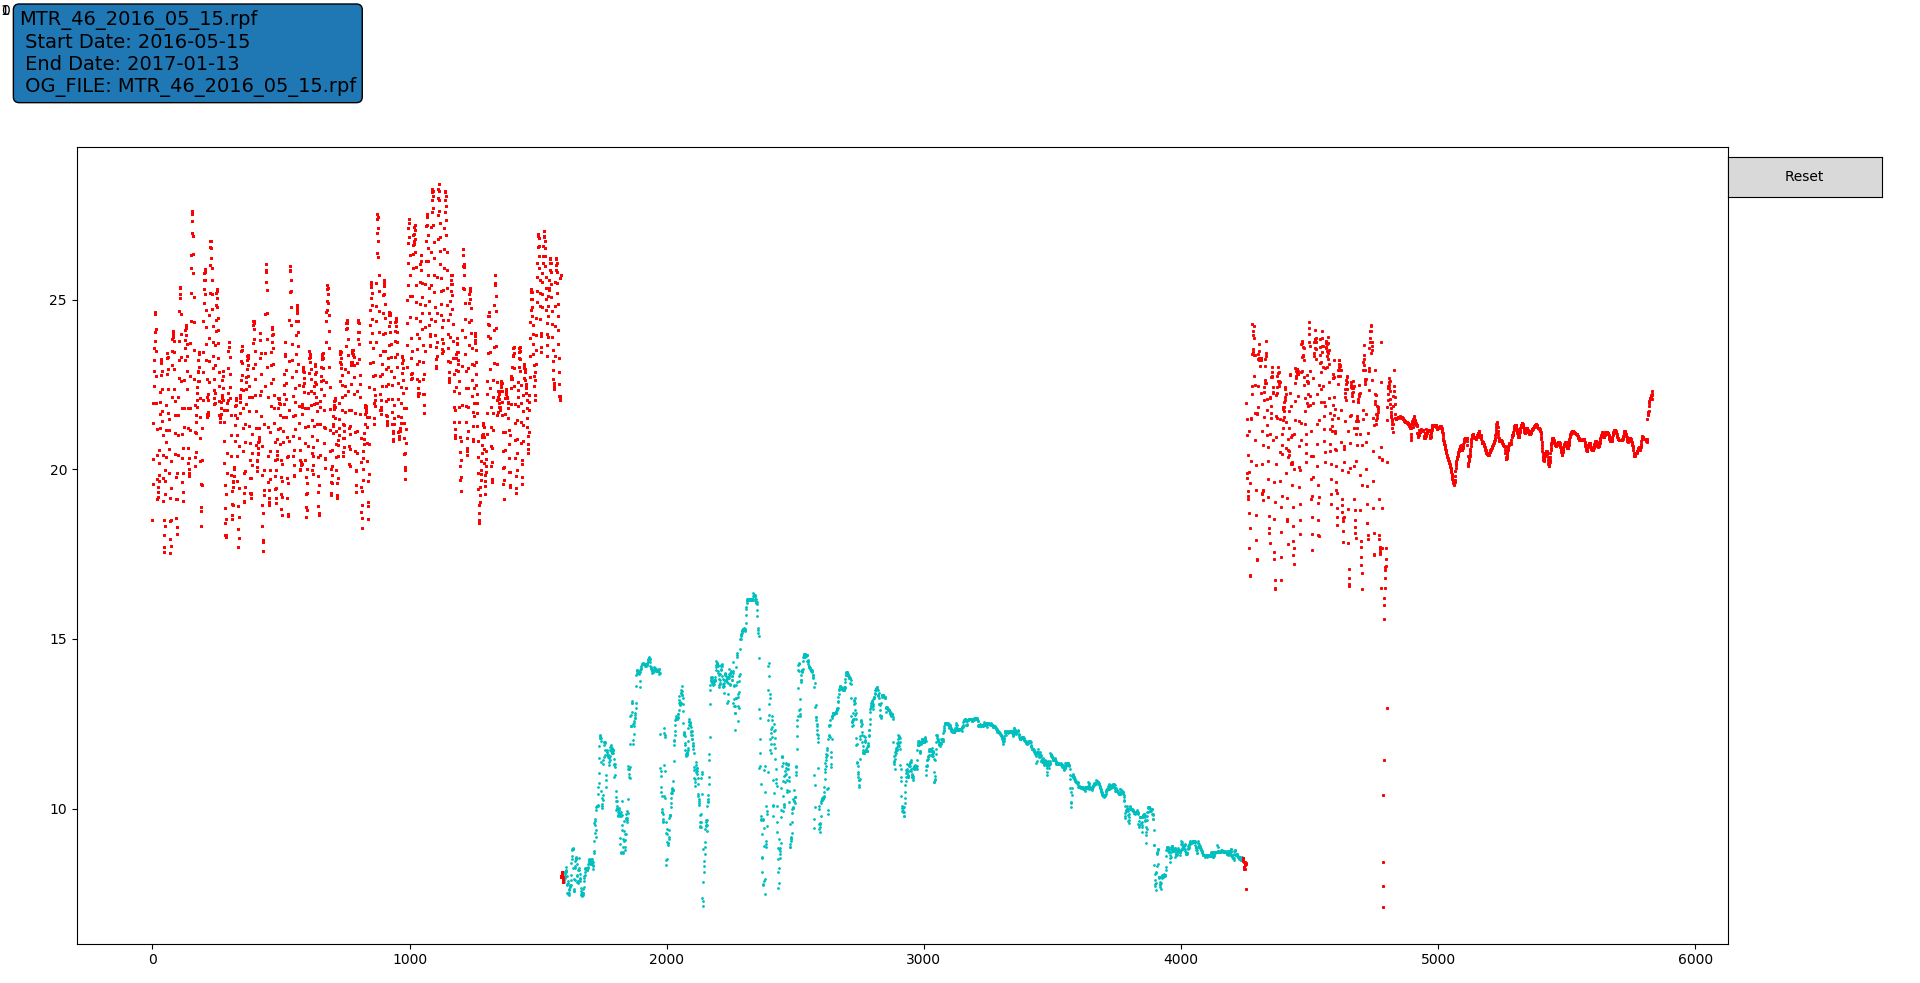 MTR_46_2016_05_15.rpf
Start Date: 2016-05-15
End Date: 2017-01-13
OG_FILE: MTR_46_2016_05_15.rpf
Reset
25
20
15
10
0 1000 2000 3000 4000 5000 6000